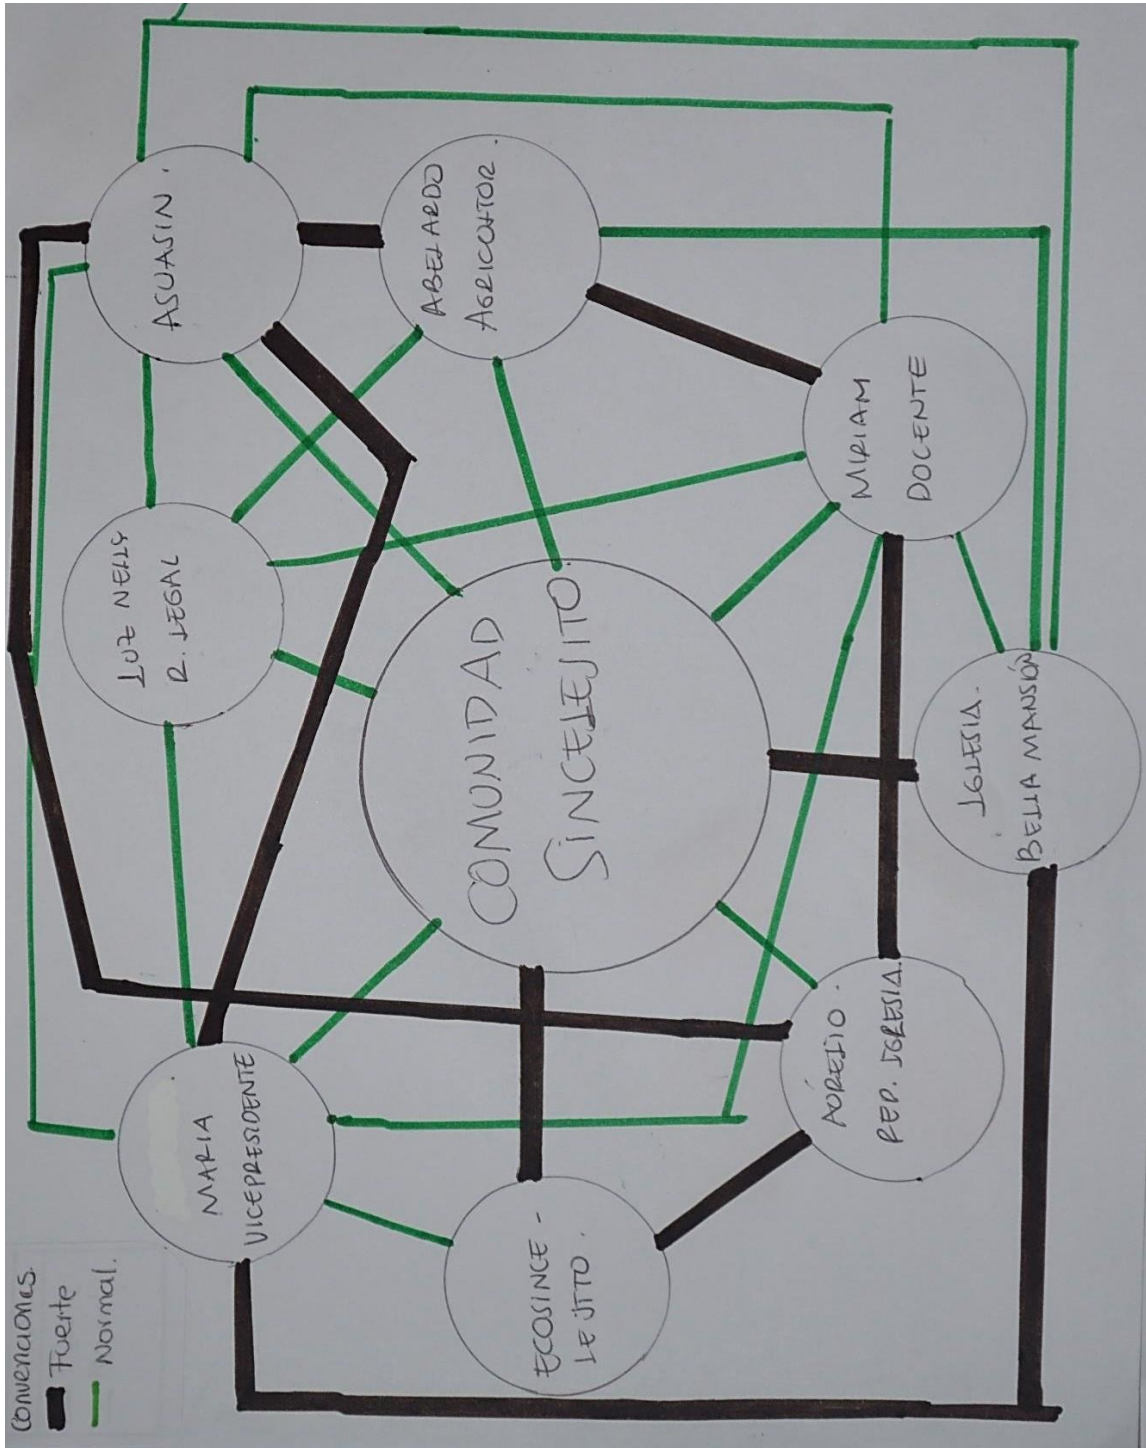 Convenciones.
Fuerte
Normal.
MARIA
VICEPRESIDENTE
LUZ NELLY
R. LEGAL
ASUASIN.
ECOSINCE-
LEJITO.
COMUNIDAD
SINCELEJITO.
ABELARDO
AGRICULTOR.
AURELIO.
REP. IGLESIA.
MIRIAM
DOCENTE
IGLESIA.
BELLA MANSIÓN